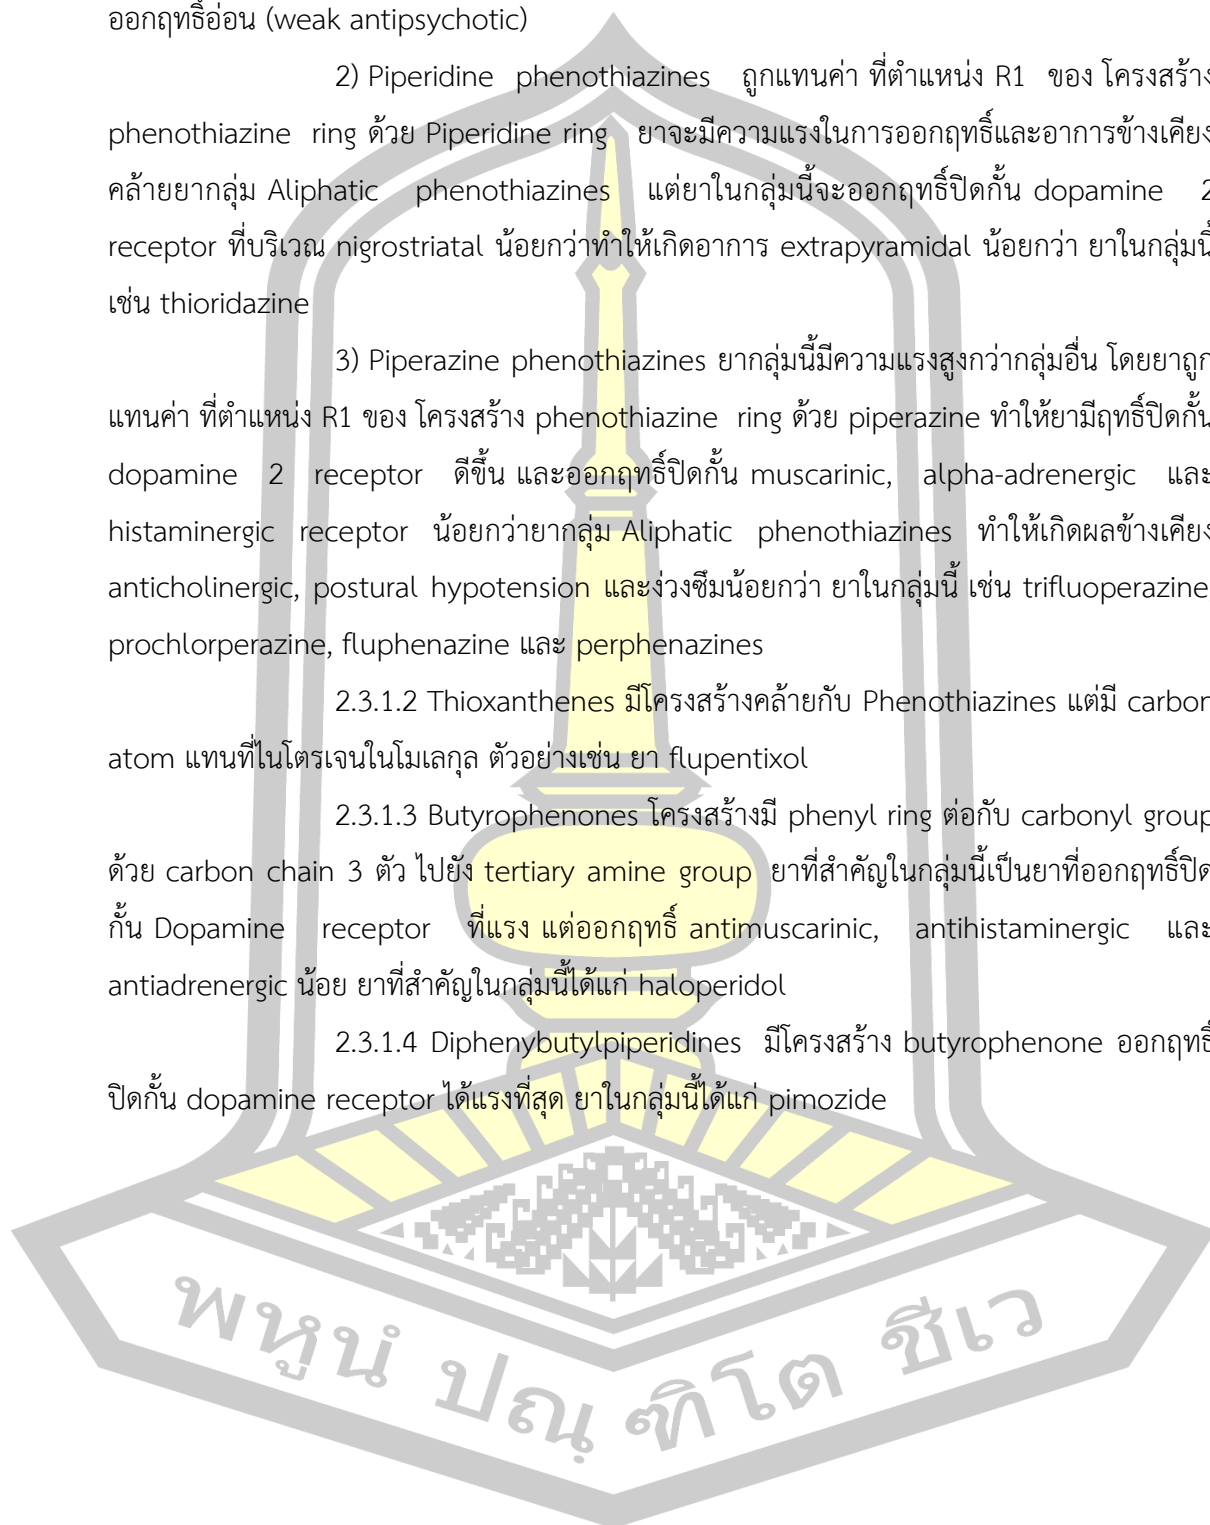 ออกฤทธิ์อ่อน (weak antipsychotic)
2) Piperidine phenothiazines ถูกแทนค่า ที่ตำแหน่ง R1 ของ โครงสร้าง
phenothiazine ring ด้วย Piperidine ring ยาจะมีความแรงในการออกฤทธิ์และอาการข้างเคียง
คล้ายยากลุ่ม Aliphatic phenothiazines แต่ยาในกลุ่มนี้จะออกฤทธิ์ปิดกั้น dopamine 2
receptor ที่บริเวณ nigrostriatal น้อยกว่าทำให้เกิดอาการ extrapyramidal น้อยกว่า ยาในกลุ่มนี้
เช่น thioridazine
3) Piperazine phenothiazines ยากลุ่มนี้มีความแรงสูงกว่ากลุ่มอื่น โดยยาถูก
แทนค่า ที่ตำแหน่ง R1 ของ โครงสร้าง phenothiazine ring ด้วย piperazine ทำให้ยามีฤทธิ์ปิดกั้น
dopamine 2 receptor ดีขึ้น และออกฤทธิ์ปิดกั้น muscarinic, alpha-adrenergic และ
histaminergic receptor น้อยกว่ายากลุ่ม Aliphatic phenothiazines ทำให้เกิดผลข้างเคียง
anticholinergic, postural hypotension และง่วงซึมน้อยกว่า ยาในกลุ่มนี้ เช่น trifluoperazine
prochlorperazine, fluphenazine และ perphenazines
2.3.1.2 Thioxanthenes มีโครงสร้างคล้ายกับ Phenothiazines แต่มี carbon
atom แทนที่ไนโตรเจนในโมเลกุล ตัวอย่างเช่น ยา flupentixol
2.3.1.3 Butyrophenones โครงสร้างมี phenyl ring ต่อกับ carbonyl group
ด้วย carbon chain 3 ตัว ไปยัง tertiary amine group ยาที่สำคัญในกลุ่มนี้เป็นยาที่ออกฤทธิ์ปิด
กั้น Dopamine receptor ที่แรง แต่ออกฤทธิ์ antimuscarinic, antihistaminergic และ
antiadrenergic น้อย ยาที่สำคัญในกลุ่มนี้ได้แก่ haloperidol
2.3.1.4 Diphenybutylpiperidines มีโครงสร้าง butyrophenone ออกฤทธิ์
ปิดกั้น dopamine receptor ได้แรงที่สุด ยาในกลุ่มนี้ได้แก่ pimozide
พหูนํ ปณฺฑิโต ชีเว